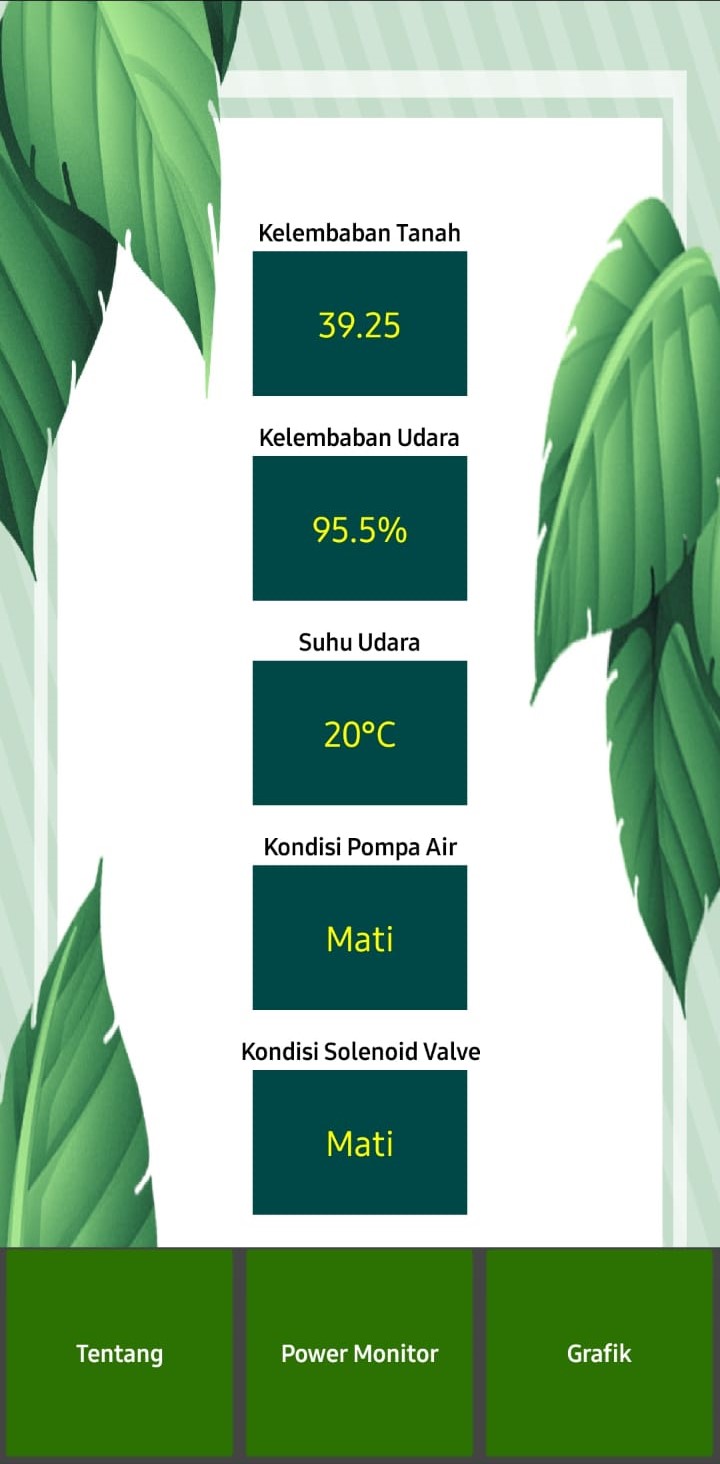 Kelembaban Tanah
39.25
Kelembaban Udara
95.5%
Suhu Udara
20°C
Kondisi Pompa Air
Mati
Kondisi Solenoid Valve
Mati
Tentang
Power Monitor
Grafik